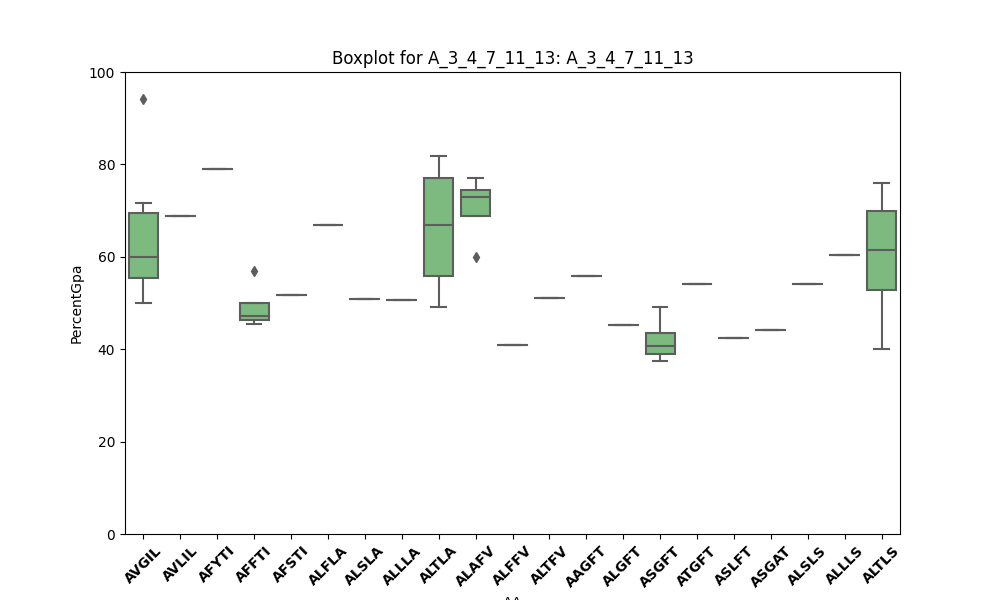 Boxplot for A_3_4_7_11_13: A_3_4_7_11_13
100
80
60
40
20
0
PercentGpa
AVGIL
AVLIL
AFYTI
AFFTI
AFSTI
ALFLA
ALSLA
ALLLA
ALTLA
ALAFV
ALFFV
ALTFV
AAGFT
ALGFT
ASGFT
ATGFT
ASLFT
ASGAT
ALSLS
ALLLS
ALTLS
AA